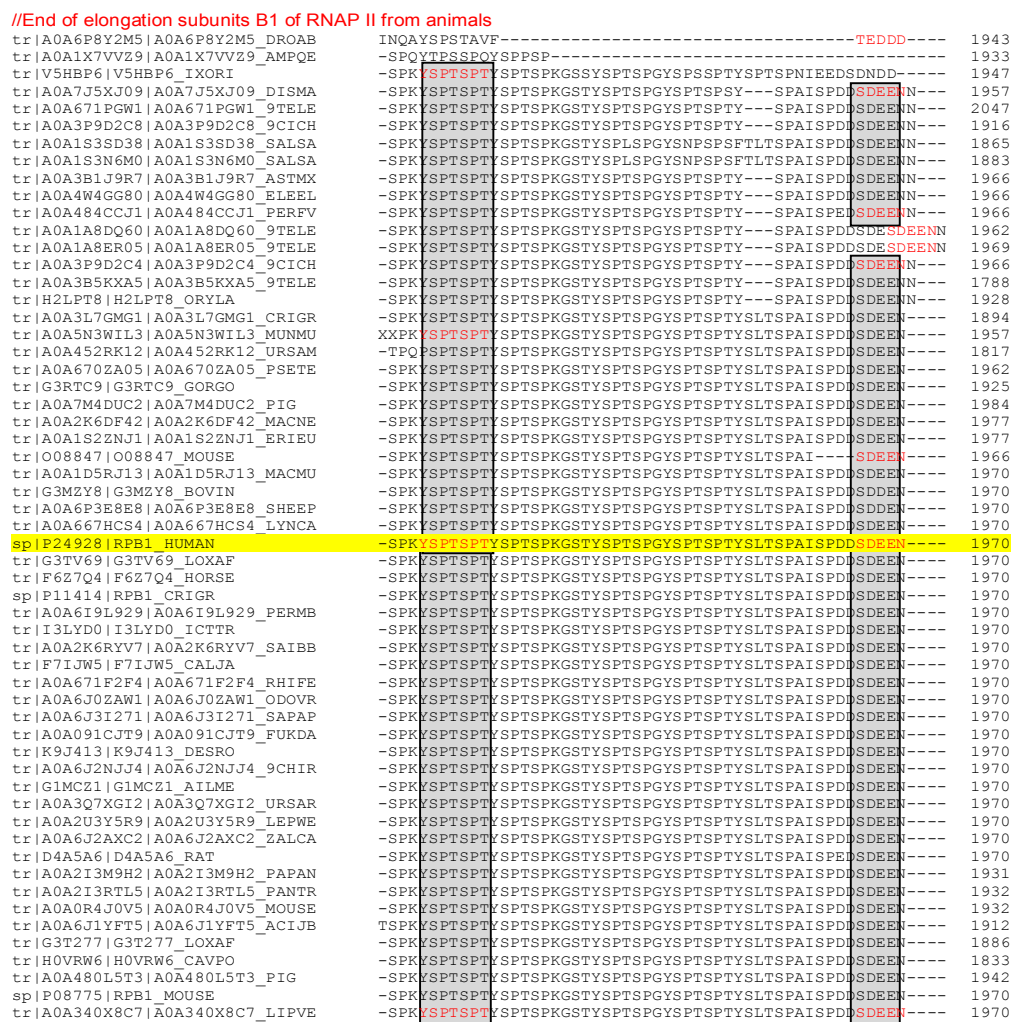 //End of elongation subunits B1 of RNAP II from animals
tr|A0A6P8Y2M5|A0A6P8Y2M5_DROAB INQAYSPSTAVF-----------------------------TEDDD---- 1943
tr|A0A1X7VVZ9|A0A1X7VVZ9_AMPQE -SPQYTPSSPQYSPPSP--------------------------------- 1933
tr|V5HBP6|V5HBP6_IXORI -SPKYSPTSPTYSPTSPKGSSYSPTSPGYSPSSPTYSPTSPNIEEDSDNDD--- 1947
tr|A0A7J5XJ09|A0A7J5XJ09_DISMA -SPKYSPTSPTYSPTSPKGSTYSPTSPGYSPTSPSY---SPAISPDDSDEENN--- 1957
tr|A0A671PGW1|A0A671PGW1_9TELE -SPKYSPTSPTYSPTSPKGSTYSPTSPGYSPTSPTY---SPAISPDDSDEENN--- 2047
tr|A0A3P9D2C8|A0A3P9D2C8_9CICH -SPKYSPTSPTYSPTSPKGSTYSPTSPGYSPTSPTY---SPAISPDDSDEENN--- 1916
tr|A0A1S3SD38|A0A1S3SD38_SALSA -SPKYSPTSPTYSPTSPKGSTYSPLSPGYSNPSPSFTLTSPAISPDDSDEENN--- 1865
tr|A0A1S3N6M0|A0A1S3N6M0_SALSA -SPKYSPTSPTYSPTSPKGSTYSPTSPGYSNPSPSFTLTSPAISPDDSDEENN--- 1883
tr|A0A3B1J9R7|A0A3B1J9R7_ASTMX -SPKYSPTSPTYSPTSPKGSTYSPTSPGYSPTSPTY---SPAISPDDSDEENN--- 1966
tr|A0A4W4GG80|A0A4W4GG80_ELEEL -SPKYSPTSPTYSPTSPKGSTYSPTSPGYSPTSPTY---SPAISPDDSDEENN--- 1966
tr|A0A484CCJ1|A0A484CCJ1_PERFV -SPKYSPTSPTYSPTSPKGSTYSPTSPGYSPTSPTY---SPAISPEDSDEENN--- 1966
tr|A0A1A8DQ60|A0A1A8DQ60_9TELE -SPKYSPTSPTYSPTSPKGSTYSPTSPGYSPTSPTY---SPAISPDDSDESDEENN 1962
tr|A0A1A8ER05|A0A1A8ER05_9TELE -SPKYSPTSPTYSPTSPKGSTYSPTSPGYSPTSPTY---SPAISPDDSDESDEENN 1969
tr|A0A3P9D2C4|A0A3P9D2C4_9CICH -SPKYSPTSPTYSPTSPKGSTYSPTSPGYSPTSPTY---SPAISPDDSDEENN--- 1966
tr|A0A3B5KXA5|A0A3B5KXA5_9TELE -SPKYSPTSPTYSPTSPKGSTYSPTSPGYSPTSPTY---SPAISPDDSDEENN--- 1788
tr|H2LPT8|H2LPT8_ORYLA -SPKYSPTSPTYSPTSPKGSTYSPTSPGYSPTSPTY---SPAISPDDSDEENN--- 1928
tr|A0A3L7GMG1|A0A3L7GMG1_CRIGR -SPKYSPTSPTYSPTSPKGSTYSPTSPGYSPTSPTYSLTSPAISPDDSDEEN---- 1894
tr|A0A5N3WIL3|A0A5N3WIL3_MUNMU XXPKYSPTSPTYSPTSPKGSTYSPTSPGYSPTSPTYSLTSPAISPDDSDEEN---- 1957
tr|A0A452RK12|A0A452RK12_URSAM -TPQPSPTSPTYSPTSPKGSTYSPTSPGYSPTSPTYSLTSPAISPDDSDEEN---- 1817
tr|A0A670ZA05|A0A670ZA05_PSETE -SPKYSPTSPTYSPTSPKGSTYSPTSPGYSPTSPTYSLTSPAISPDDSDEEN---- 1962
tr|G3RTC9|G3RTC9_GORGO -SPKYSPTSPTYSPTSPKGSTYSPTSPGYSPTSPTYSLTSPAISPDDSDEEN---- 1925
tr|A0A7M4DUC2|A0A7M4DUC2_PIG -SPKYSPTSPTYSPTSPKGSTYSPTSPGYSPTSPTYSLTSPAISPDDSDEEN---- 1984
tr|A0A2K6DF42|A0A2K6DF42_MACNE -SPKYSPTSPTYSPTSPKGSTYSPTSPGYSPTSPTYSLTSPAISPDDSDEEN---- 1977
tr|A0A1S2ZNJ1|A0A1S2ZNJ1_ERIEU -SPKYSPTSPTYSPTSPKGSTYSPTSPGYSPTSPTYSLTSPAISPDDSDEEN---- 1977
tr|O08847|O08847_MOUSE -SPKYSPTSPTYSPTSPKGSTYSPTSPGYSPTSPTYSLTSPAI----SDEEN---- 1966
tr|A0A1D5RJ13|A0A1D5RJ13_MACMU -SPKYSPTSPTYSPTSPKGSTYSPTSPGYSPTSPTYSLTSPAISPDDSDEEN---- 1970
tr|G3MZY8|G3MZY8_BOVIN -SPKYSPTSPTYSPTSPKGSTYSPTSPGYSPTSPTYSLTSPAISPDDSDDEN---- 1970
tr|A0A6P3E8E8|A0A6P3E8E8_SHEEP -SPKYSPTSPTYSPTSPKGSTYSPTSPGYSPTSPTYSLTSPAISPDDSDDEN---- 1970
tr|A0A667HCS4|A0A667HCS4_LYNCA -SPKYSPTSPTYSPTSPKGSTYSPTSPGYSPTSPTYSLTSPAISPDDSDEEN---- 1970
sp|P24928|RPB1_HUMAN -SPKYSPTSPTYSPTSPKGSTYSPTSPGYSPTSPTYSLTSPAISPDDSDEEN---- 1970
tr|G3TV69|G3TV69_LOXAF -SPKYSPTSPTYSPTSPKGSTYSPTSPGYSPTSPTYSLTSPAISPDDSDEEN---- 1970
tr|F6Z7Q4|F6Z7Q4_HORSE -SPKYSPTSPTYSPTSPKGSTYSPTSPGYSPTSPTYSLTSPAISPDDSDEEN---- 1970
sp|P11414|RPB1_CRIGR -SPKYSPTSPTYSPTSPKGSTYSPTSPGYSPTSPTYSLTSPAISPDDSDEEN---- 1970
tr|A0A6I9L929|A0A6I9L929_PERMB -SPKYSPTSPTYSPTSPKGSTYSPTSPGYSPTSPTYSLTSPAISPDDSDEEN---- 1970
tr|I3LYD0|I3LYD0_ICTTR -SPKYSPTSPTYSPTSPKGSTYSPTSPGYSPTSPTYSLTSPAISPDDSDEEN---- 1970
tr|A0A2K6RYV7|A0A2K6RYV7_SAIBB -SPKYSPTSPTYSPTSPKGSTYSPTSPGYSPTSPTYSLTSPAISPDDSDEEN---- 1970
tr|F7IJW5|F7IJW5_CALJA -SPKYSPTSPTYSPTSPKGSTYSPTSPGYSPTSPTYSLTSPAISPDDSDEEN---- 1970
tr|A0A671F2F4|A0A671F2F4_RHIFE -SPKYSPTSPTYSPTSPKGSTYSPTSPGYSPTSPTYSLTSPAISPDDSDEEN---- 1970
tr|A0A6J0ZAW1|A0A6J0ZAW1_ODOVR -SPKYSPTSPTYSPTSPKGSTYSPTSPGYSPTSPTYSLTSPAISPDDSDEEN---- 1970
tr|A0A6J3I271|A0A6J3I271_SAPAP -SPKYSPTSPTYSPTSPKGSTYSPTSPGYSPTSPTYSLTSPAISPDDSDEEN---- 1970
tr|A0A091CJT9|A0A091CJT9_FUKDA -SPKYSPTSPTYSPTSPKGSTYSPTSPGYSPTSPTYSLTSPAISPDDSDEEN---- 1970
tr|K9J413|K9J413_DESRO -SPKYSPTSPTYSPTSPKGSTYSPTSPGYSPTSPTYSLTSPAISPDDSDEEN---- 1970
tr|A0A6J2NJJ4|A0A6J2NJJ4_9CHIR -SPKYSPTSPTYSPTSPKGSTYSPTSPGYSPTSPTYSLTSPAISPDDSDEEN---- 1970
tr|G1MCZ1|G1MCZ1_AILME -SPKYSPTSPTYSPTSPKGSTYSPTSPGYSPTSPTYSLTSPAISPDDSDEEN---- 1970
tr|A0A3Q7XGI2|A0A3Q7XGI2_URSAR -SPKYSPTSPTYSPTSPKGSTYSPTSPGYSPTSPTYSLTSPAISPDDSDEEN---- 1970
tr|A0A2U3Y5R9|A0A2U3Y5R9_LEPWE -SPKYSPTSPTYSPTSPKGSTYSPTSPGYSPTSPTYSLTSPAISPDDSDEEN---- 1970
tr|A0A6J2AXC2|A0A6J2AXC2_ZALCA -SPKYSPTSPTYSPTSPKGSTYSPTSPGYSPTSPTYSLTSPAISPDDSDEEN---- 1970
tr|D4A5A6|D4A5A6_RAT -SPKYSPTSPTYSPTSPKGSTYSPTSPGYSPTSPTYSLTSPAISPEDSDEEN---- 1970
tr|A0A2I3M9H2|A0A2I3M9H2_PAPAN -SPKYSPTSPTYSPTSPKGSTYSPTSPGYSPTSPTYSLTSPAISPDDSDEEN---- 1931
tr|A0A2I3RTL5|A0A2I3RTL5_PANTR -SPKYSPTSPTYSPTSPKGSTYSPTSPGYSPTSPTYSLTSPAISPDDSDEEN---- 1932
tr|A0A0R4J0V5|A0A0R4J0V5_MOUSE -SPKYSPTSPTYSPTSPKGSTYSPTSPGYSPTSPTYSLTSPAISPDDSDEEN---- 1932
tr|A0A6J1YFT5|A0A6J1YFT5_ACIJB TSPKYSPTSPTYSPTSPKGSTYSPTSPGYSPTSPTYSLTSPAISPDDSDEEN---- 1912
tr|G3T277|G3T277_LOXAF -SPKYSPTSPTYSPTSPKGSTYSPTSPGYSPTSPTYSLTSPAISPDDSDEEN---- 1886
tr|H0VRW6|H0VRW6_CAVPO -SPKYSPTSPTYSPTSPKGSTYSPTSPGYSPTSPTYSLTSPAISPDDSDEEN---- 1833
tr|A0A480L5T3|A0A480L5T3_PIG -SPKYSPTSPTYSPTSPKGSTYSPTSPGYSPTSPTYSLTSPAISPDDSDEEN---- 1942
sp|P08775|RPB1_MOUSE -SPKYSPTSPTYSPTSPKGSTYSPTSPGYSPTSPTYSLTSPAISPDDSDEEN---- 1970
tr|A0A340X8C7|A0A340X8C7_LIPVE -SPKYSPTSPTYSPTSPKGSTYSPTSPGYSPTSPTYSLTSPAISPDDSDEEN---- 1970